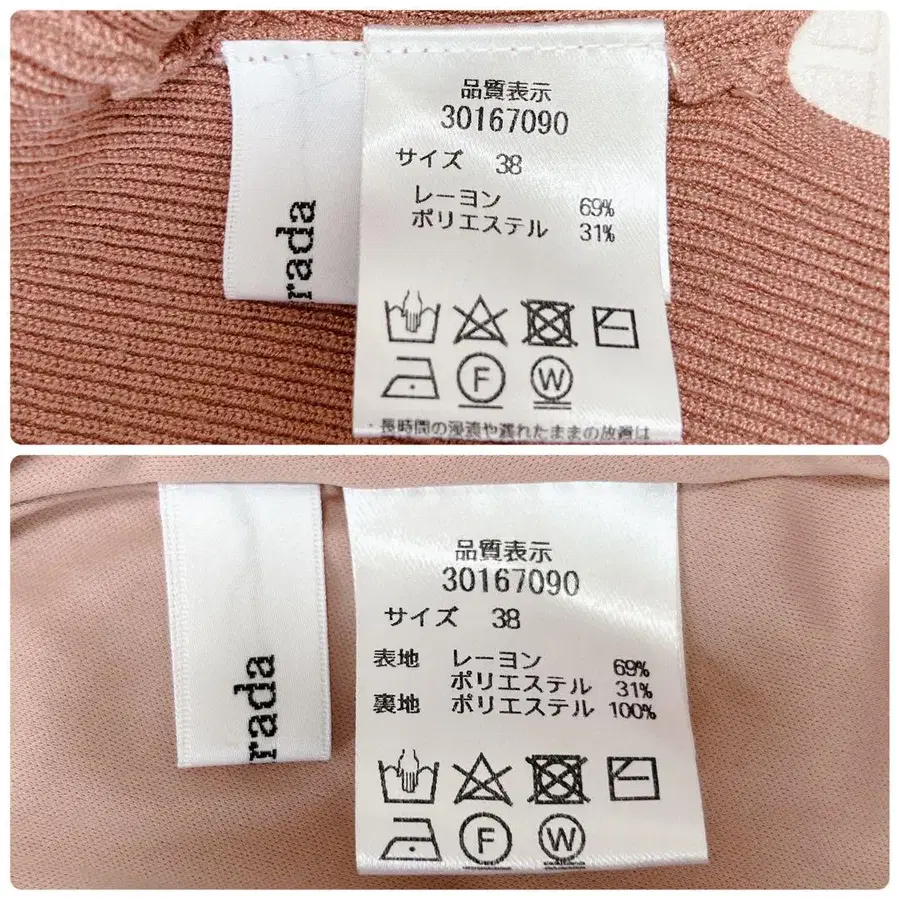 rada
品質表示
30167090
サイズ 38
レーヨン 69%
ポリエステル 31%
F W
・長時間の浸漬や濡れたままの放置は
rada
品質表示
30167090
サイズ 38
表地 レーヨン 69%
ポリエステル 31%
裏地 ポリエステル 100%
F W